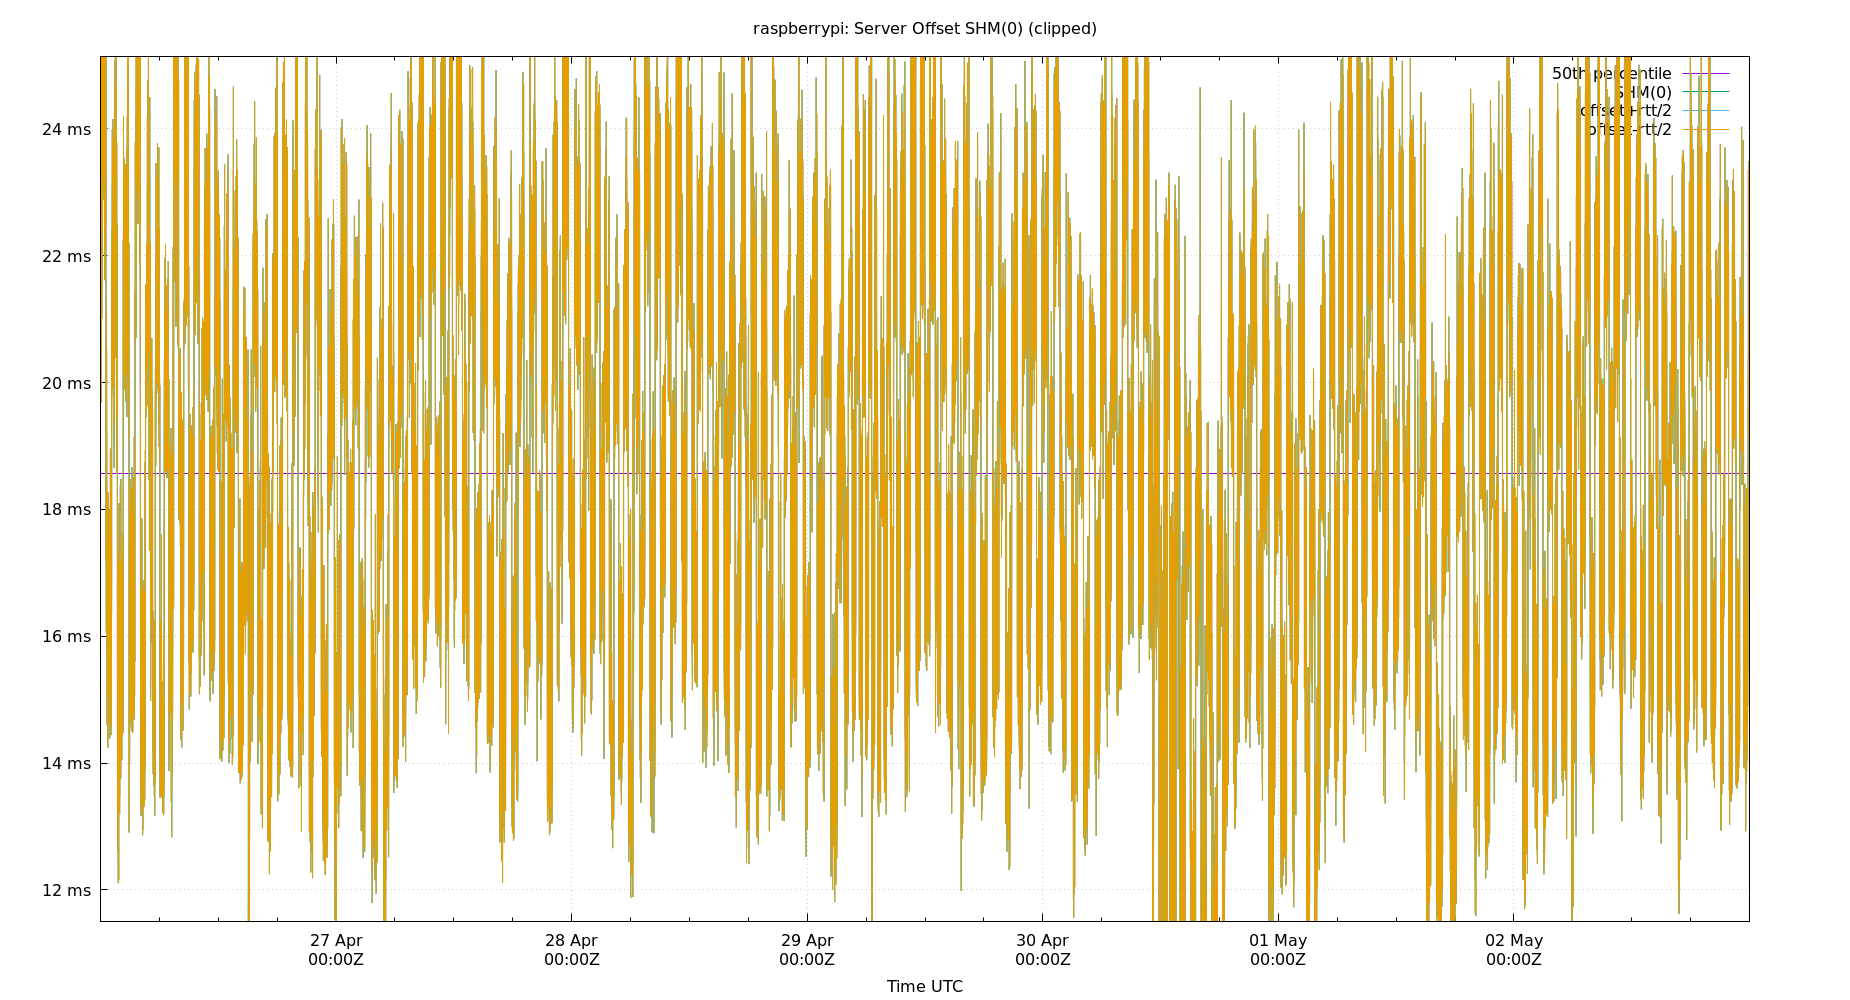 raspberrypi: Server Offset SHM(0) (clipped)
50th percentile
SHM(0)
offset+rtt/2
offset-rtt/2
24 ms
22 ms
20 ms
18 ms
16 ms
14 ms
12 ms
27 Apr 28 Apr 29 Apr 30 Apr 01 May 02 May
00:00Z 00:00Z 00:00Z 00:00Z 00:00Z 00:00Z
Time UTC